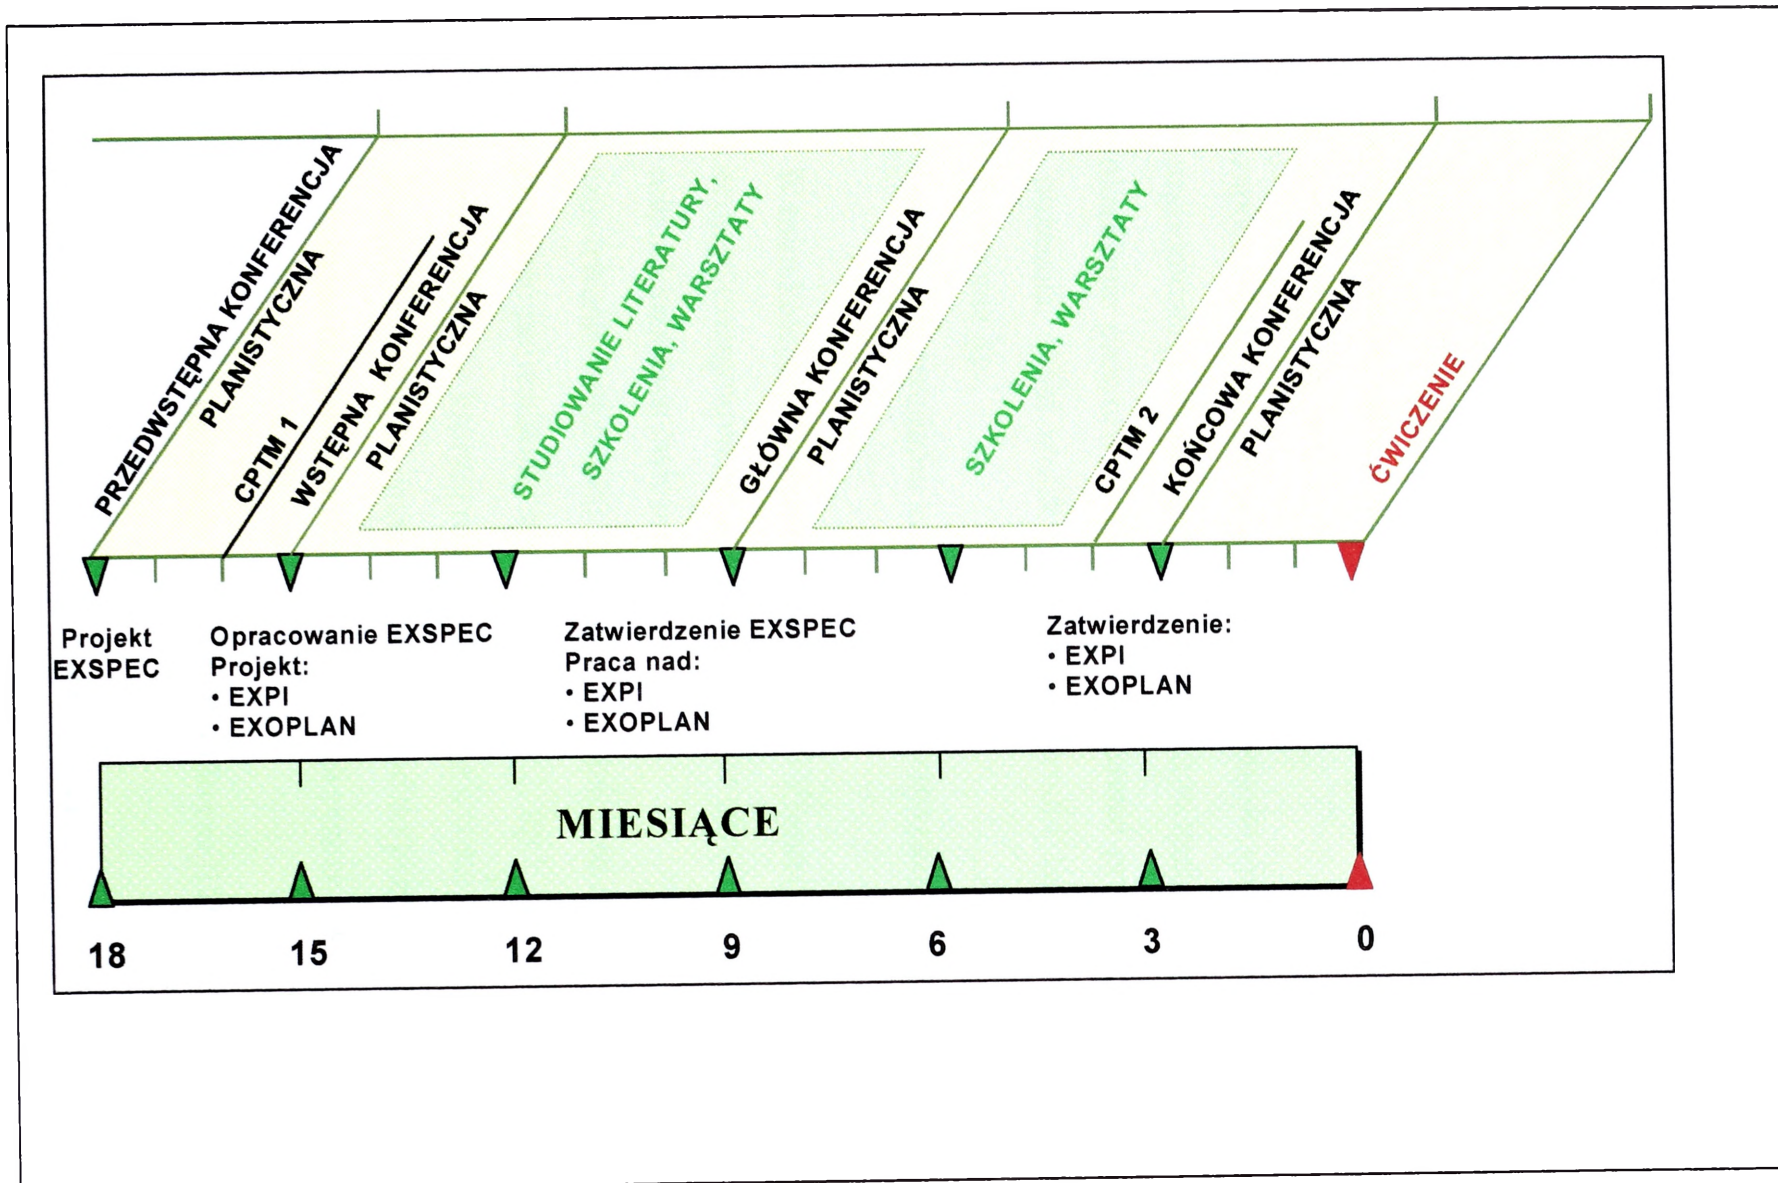 PRZEDWSTĘPNA KONFERENCJA
PLANISTYCZNA
CPTM 1
WSTĘPNA KONFERENCJA
PLANISTYCZNA
STUDIOWANIE LITERATURY,
SZKOLENIA, WARSZTATY
GŁÓWNA KONFERENCJA
PLANISTYCZNA
SZKOLENIA, WARSZTATY
CPTM 2
KOŃCOWA KONFERENCJA
PLANISTYCZNA
ĆWICZENIE
Projekt
EXSPEC
Opracowanie EXSPEC
Projekt:
• EXPI
• EXOPLAN
Zatwierdzenie EXSPEC
Praca nad:
• EXPI
• EXOPLAN
Zatwierdzenie:
• EXPI
• EXOPLAN
MIESIĄCE
18 15 12 9 6 3 0